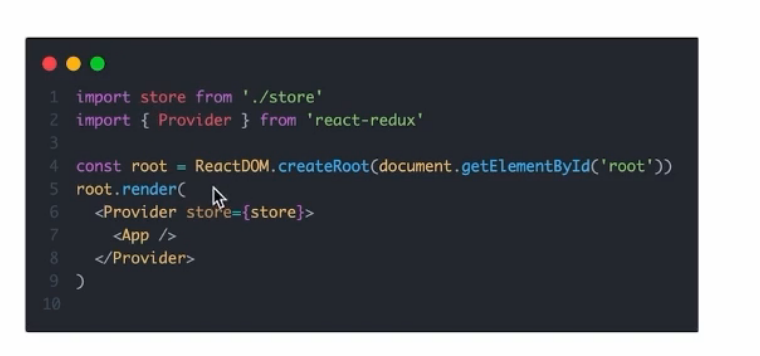 1 import store from './store'
2 import { Provider } from 'react-redux'
3
4 const root = ReactDOM.createRoot(document.getElementById('root'))
5 root.render(
6   <Provider store={store}>
7     <App />
8   </Provider>
9 )
10